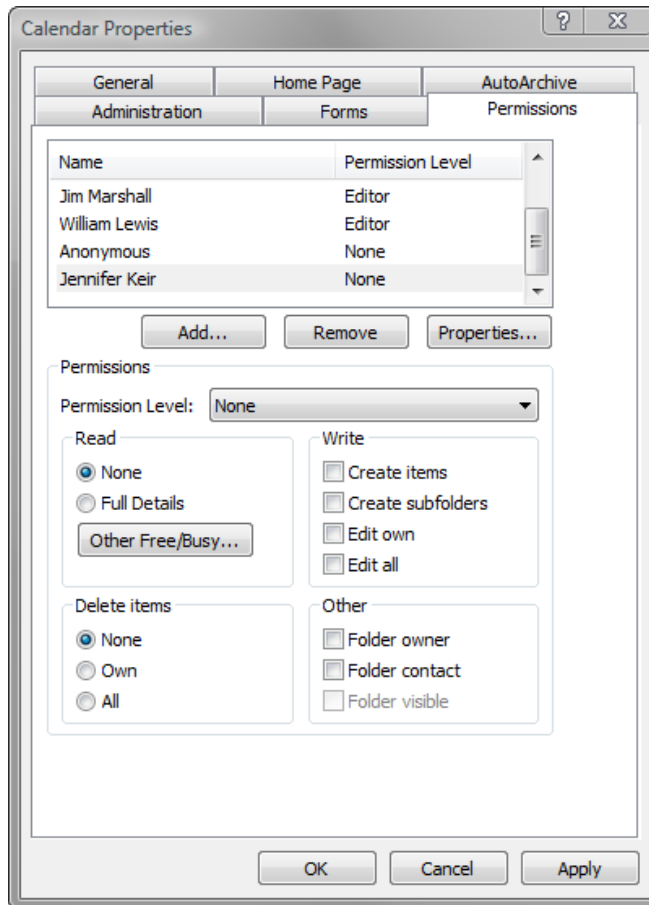 Calendar Properties
General Home Page AutoArchive
Administration Forms Permissions
Name Permission Level
Jim Marshall Editor
William Lewis Editor
Anonymous None
Jennifer Keir None
Add... Remove Properties...
Permissions
Permission Level: None
Read
None
Full Details
Other Free/Busy...
Write
Create items
Create subfolders
Edit own
Edit all
Delete items
None
Own
All
Other
Folder owner
Folder contact
Folder visible
OK Cancel Apply